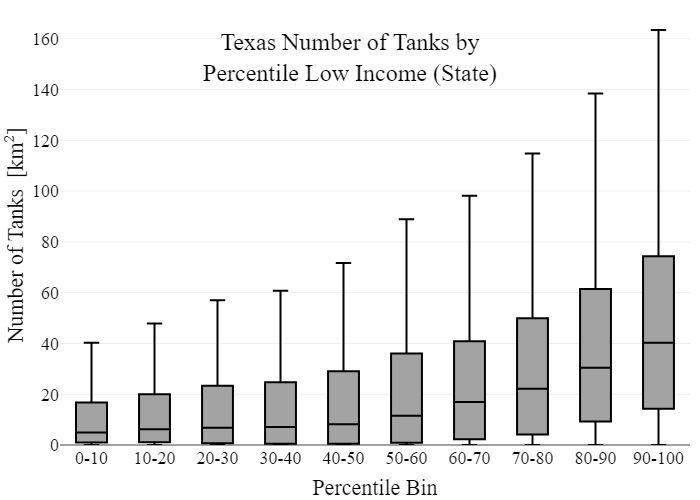 Texas Number of Tanks by
Percentile Low Income (State)
Number of Tanks [km²]
160
140
120
100
80
60
40
20
0
0-10 10-20 20-30 30-40 40-50 50-60 60-70 70-80 80-90 90-100
Percentile Bin